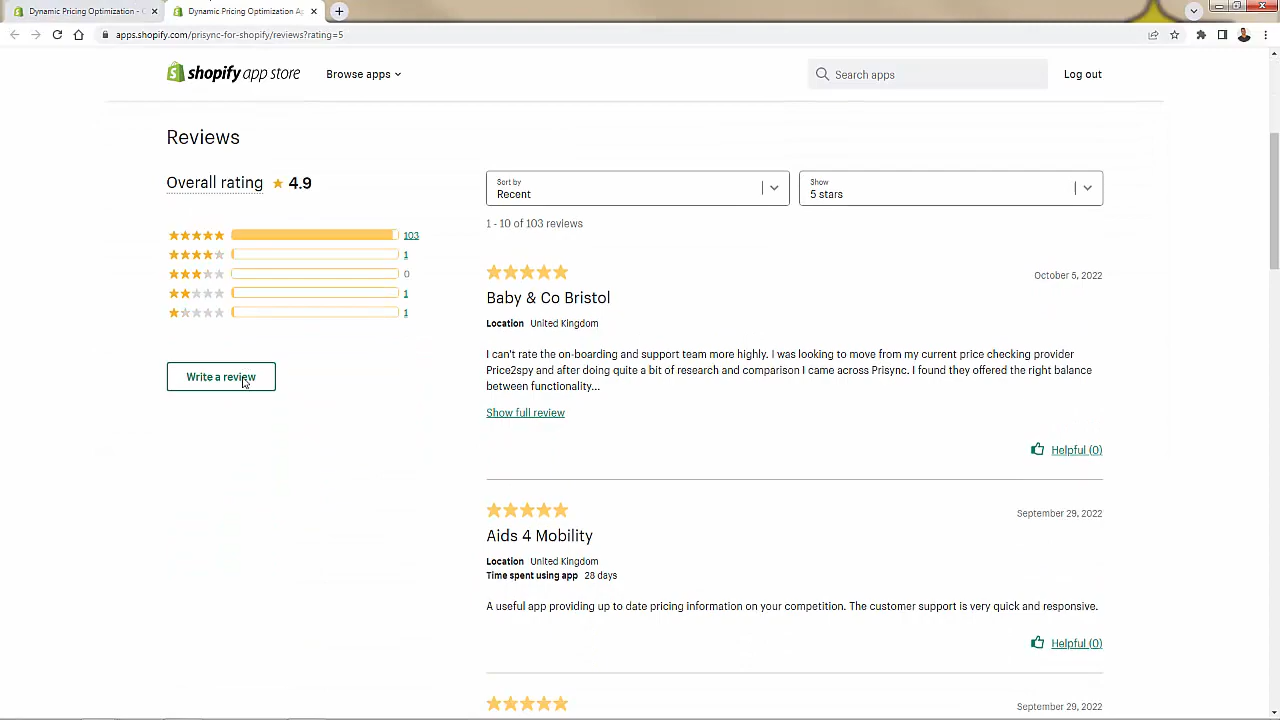 Dynamic Pricing Optimization -
Dynamic Pricing Optimization Ap
apps.shopify.com/prisync-for-shopify/reviews?rating=5
shopify app store
Browse apps
Search apps
Log out
Reviews
Overall rating 4.9
103
1
0
1
1
Write a review
Sort by
Recent
Show
5 stars
1 - 10 of 103 reviews
October 5, 2022
Baby & Co Bristol
Location United Kingdom
I can't rate the on-boarding and support team more highly. I was looking to move from my current price checking provider
Price2spy and after doing quite a bit of research and comparison I came across Prisync. I found they offered the right balance
between functionality...
Show full review
Helpful (0)
September 29, 2022
Aids 4 Mobility
Location United Kingdom
Time spent using app 28 days
A useful app providing up to date pricing information on your competition. The customer support is very quick and responsive.
Helpful (0)
September 29, 2022